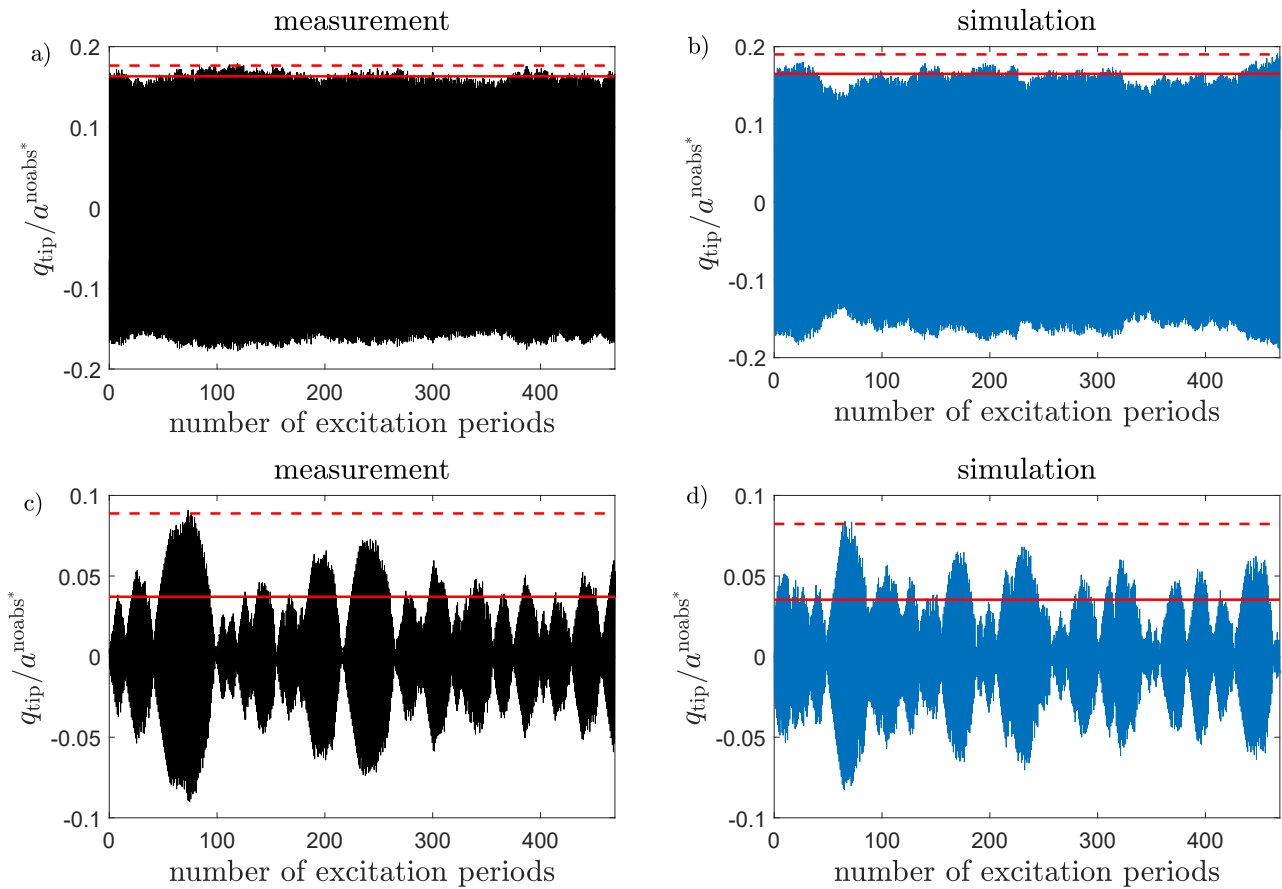 measurement
a)
0.2
0.1
0
-0.1
-0.2
q_tip/a^noabs*
0 100 200 300 400
number of excitation periods
simulation
b)
0.2
0.1
0
-0.1
-0.2
q_tip/a^noabs*
0 100 200 300 400
number of excitation periods
measurement
c)
0.1
0.05
0
-0.05
-0.1
q_tip/a^noabs*
0 100 200 300 400
number of excitation periods
simulation
d)
0.1
0.05
0
-0.05
-0.1
q_tip/a^noabs*
0 100 200 300 400
number of excitation periods